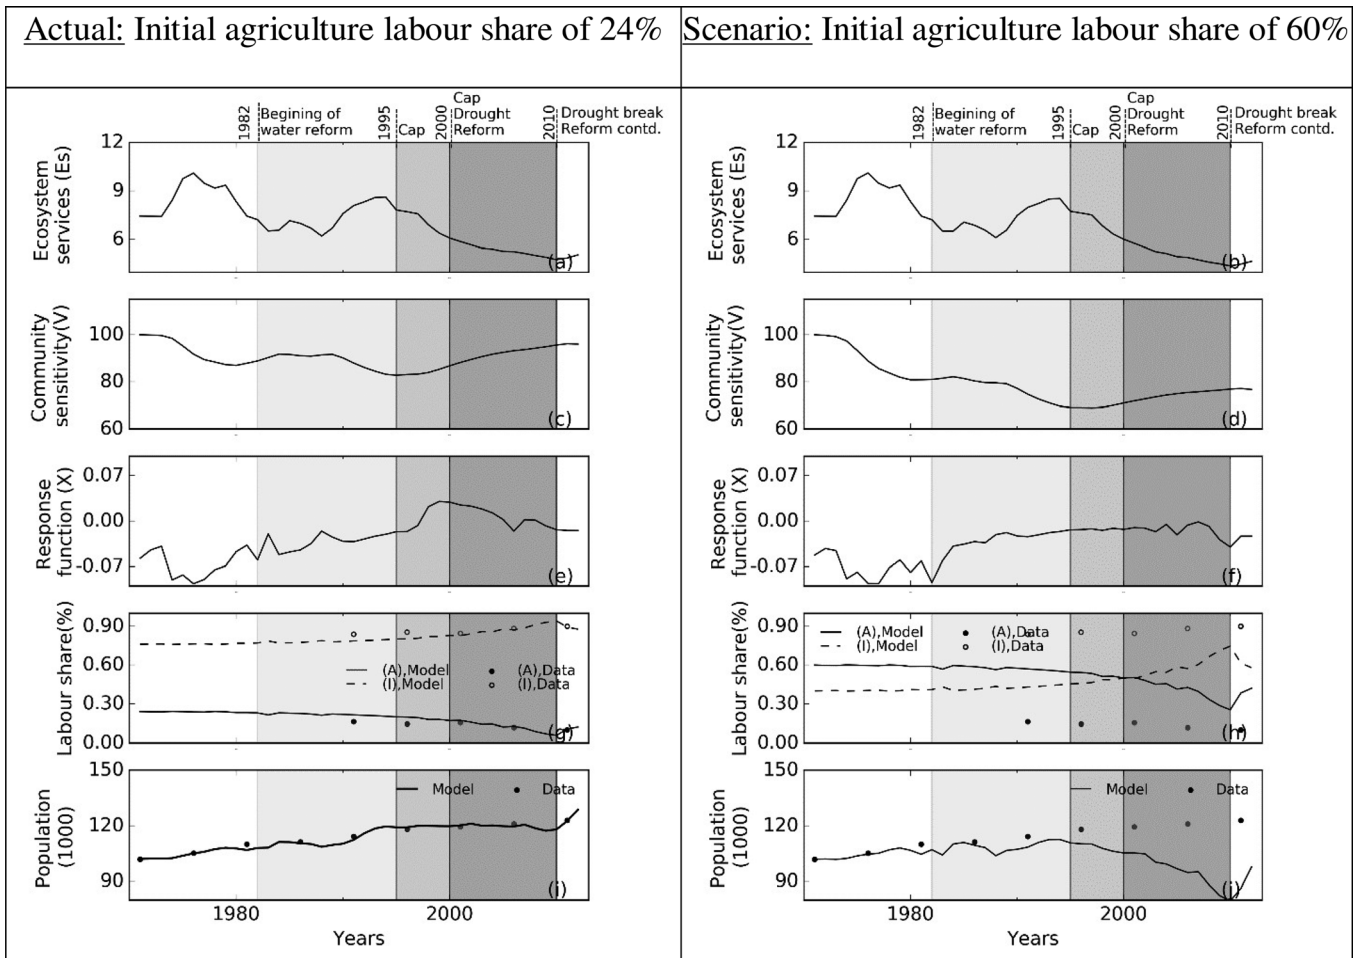 Actual: Initial agriculture labour share of 24%
Scenario: Initial agriculture labour share of 60%
1982
Begining of
water reform
1995
Cap
2000
Cap
Drought
Reform
2010
Drought break
Reform contd.
1982
Begining of
water reform
1995
Cap
2000
Cap
Drought
Reform
2010
Drought break
Reform contd.
Ecosystem
services (Es)
12
9
6
(a)
Ecosystem
services (Es)
12
9
6
(b)
Community
sensitivity(V)
100
80
60
(c)
Community
sensitivity(V)
100
80
60
(d)
Response
function (X)
0.07
0.00
-0.07
(e)
Response
function (X)
0.07
0.00
-0.07
(f)
Labour share(%)
0.90
0.60
0.30
0.00
(A),Model
(I),Model
(A),Data
(I),Data
(g)
Labour share(%)
0.90
0.60
0.30
0.00
(A),Model
(I),Model
(A),Data
(I),Data
(h)
Population
(1000)
150
120
90
Model
Data
(i)
1980
2000
Years
Population
(1000)
150
120
90
Model
Data
(j)
1980
2000
Years